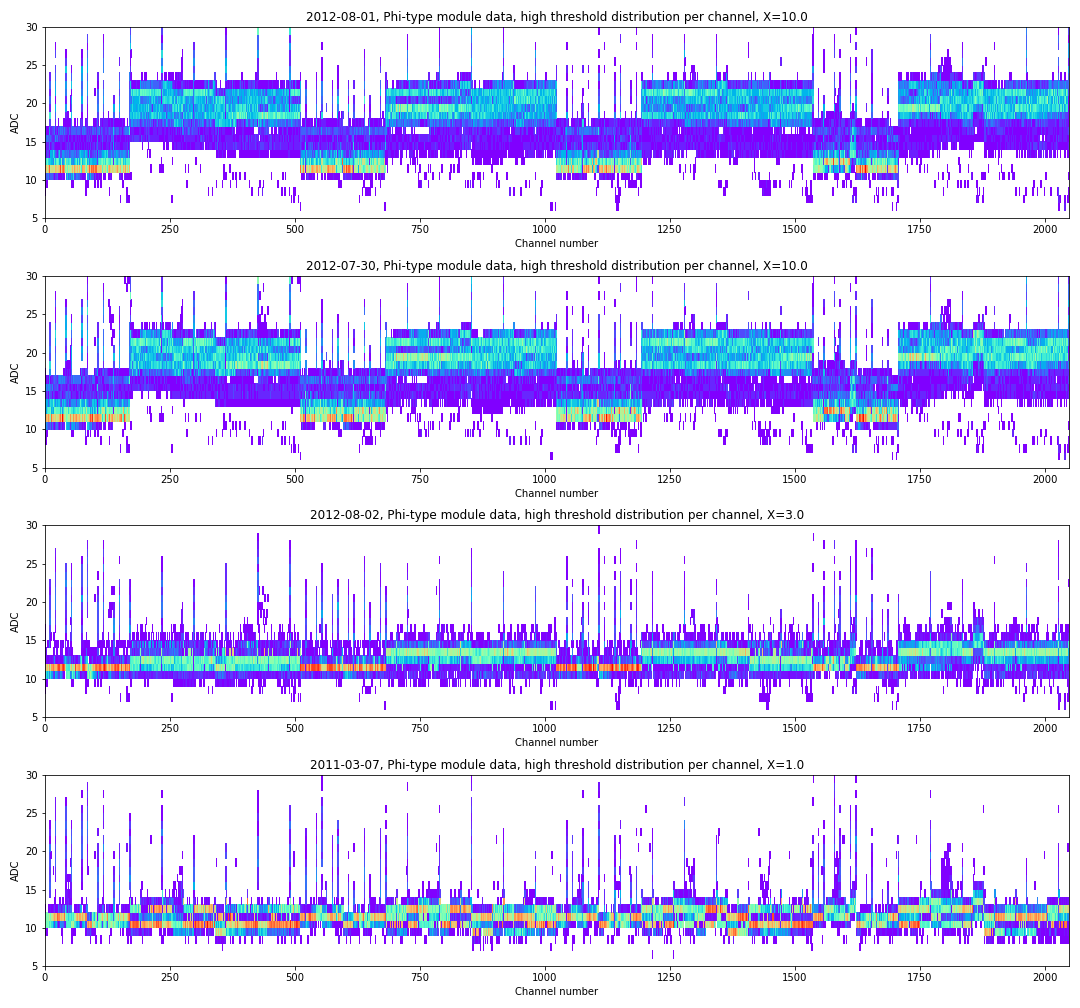 2012-08-01, Phi-type module data, high threshold distribution per channel, X=10.0
30
25
20
15
10
5
ADC
0 250 500 750 1000 1250 1500 1750 2000
Channel number
2012-07-30, Phi-type module data, high threshold distribution per channel, X=10.0
30
25
20
15
10
5
ADC
0 250 500 750 1000 1250 1500 1750 2000
Channel number
2012-08-02, Phi-type module data, high threshold distribution per channel, X=3.0
30
25
20
15
10
5
ADC
0 250 500 750 1000 1250 1500 1750 2000
Channel number
2011-03-07, Phi-type module data, high threshold distribution per channel, X=1.0
30
25
20
15
10
5
ADC
0 250 500 750 1000 1250 1500 1750 2000
Channel number